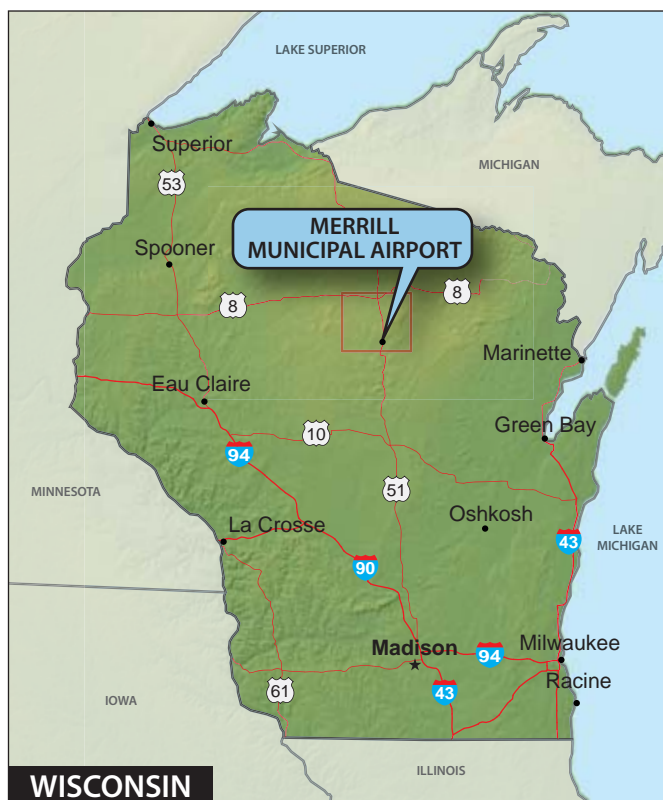 LAKE SUPERIOR
Superior
MICHIGAN
53
MERRILL
MUNICIPAL AIRPORT
Spooner
8
8
Marinette
Eau Claire
10
Green Bay
94
MINNESOTA
51
Oshkosh
La Crosse
LAKE
MICHIGAN
43
90
Madison
94
Milwaukee
61
43
Racine
IOWA
ILLINOIS
WISCONSIN